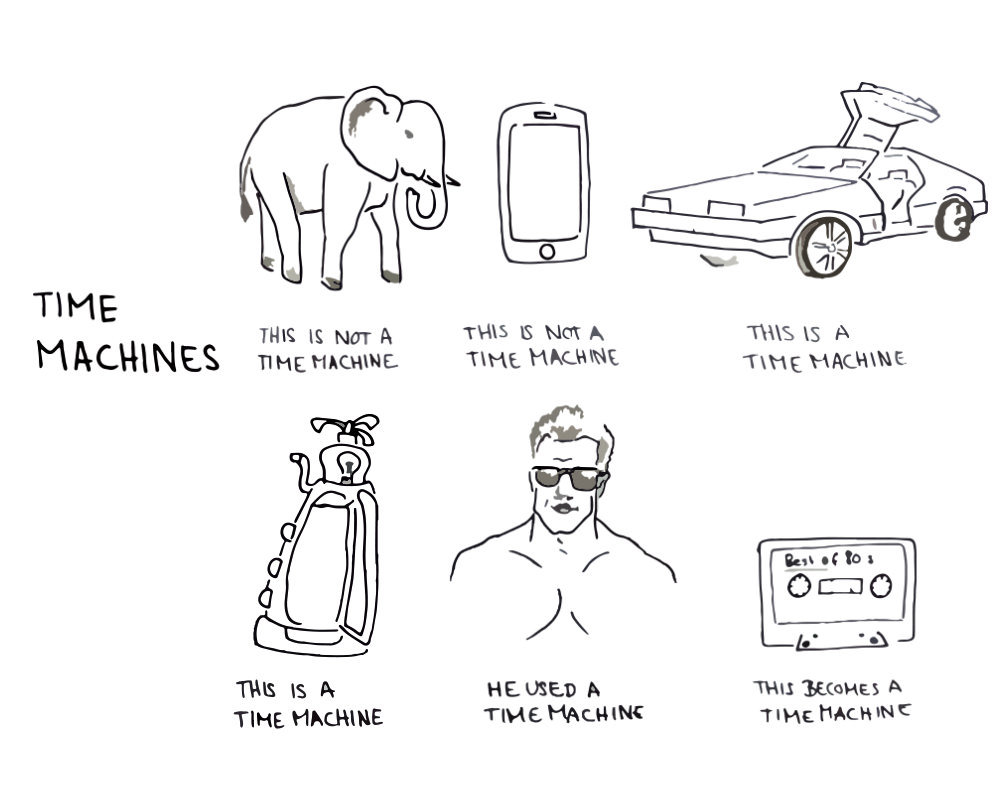 TIME
MACHINES
THIS IS NOT A
TIME MACHINE
THIS IS NOT A
TIME MACHINE
THIS IS A
TIME MACHINE
THIS IS A
TIME MACHINE
HE USED A
TIME MACHINE
Best of 80s
THIS BECOMES A
TIME MACHINE